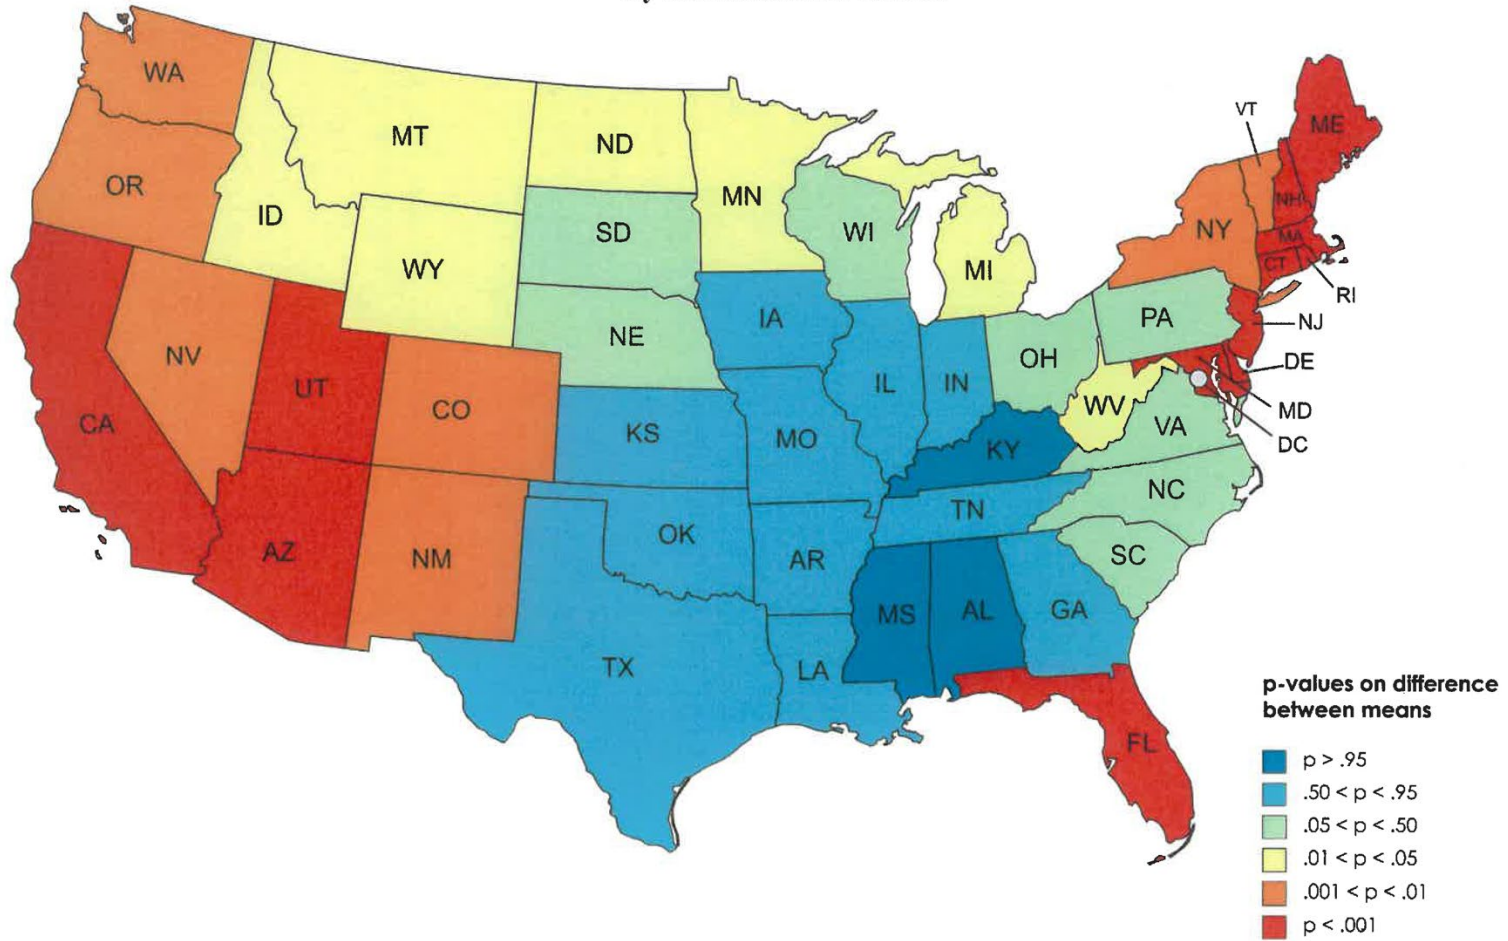 WA
OR
CA
NV
ID
MT
WY
UT
AZ
CO
NM
ND
SD
NE
KS
OK
TX
MN
IA
MO
AR
LA
WI
IL
MI
IN
OH
KY
TN
MS
AL
GA
FL
SC
NC
VA
WV
PA
NY
VT
ME
NH
MA
CT
RI
NJ
DE
MD
DC
p-values on difference
between means
p > .95
.50 < p < .95
.05 < p < .50
.01 < p < .05
.001 < p < .01
p < .001